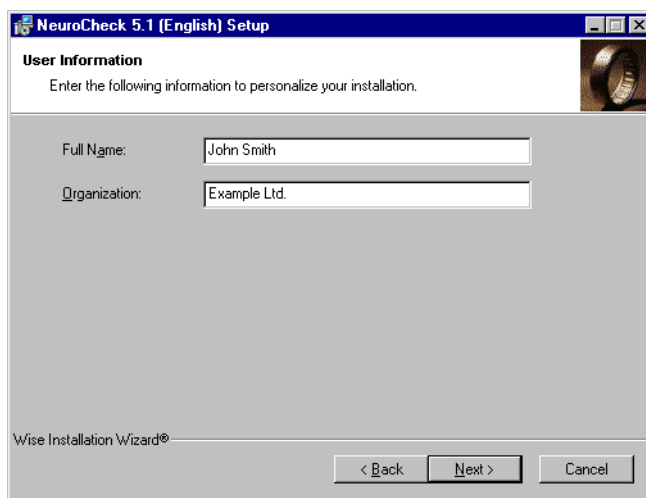 NeuroCheck 5.1 (English) Setup
User Information
Enter the following information to personalize your installation.
Full Name: John Smith
Organization: Example Ltd.
Wise Installation Wizard®
< Back Next > Cancel